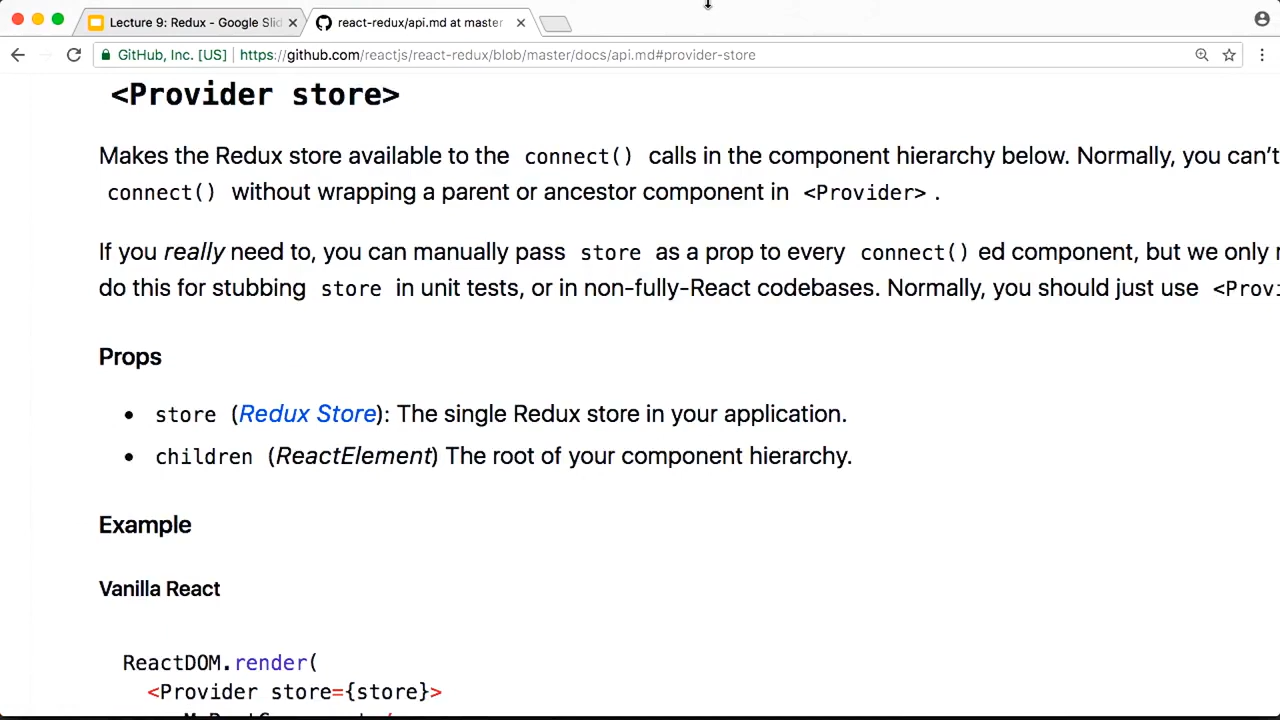 Lecture 9: Redux - Google Slid
react-redux/api.md at master
GitHub, Inc. [US] https://github.com/reactjs/react-redux/blob/master/docs/api.md#provider-store
<Provider store>
Makes the Redux store available to the connect() calls in the component hierarchy below. Normally, you can't
connect() without wrapping a parent or ancestor component in <Provider> .
If you really need to, you can manually pass store as a prop to every connect() ed component, but we only
do this for stubbing store in unit tests, or in non-fully-React codebases. Normally, you should just use <Provi
Props
• store (Redux Store): The single Redux store in your application.
• children (ReactElement) The root of your component hierarchy.
Example
Vanilla React
ReactDOM.render(
<Provider store={store}>